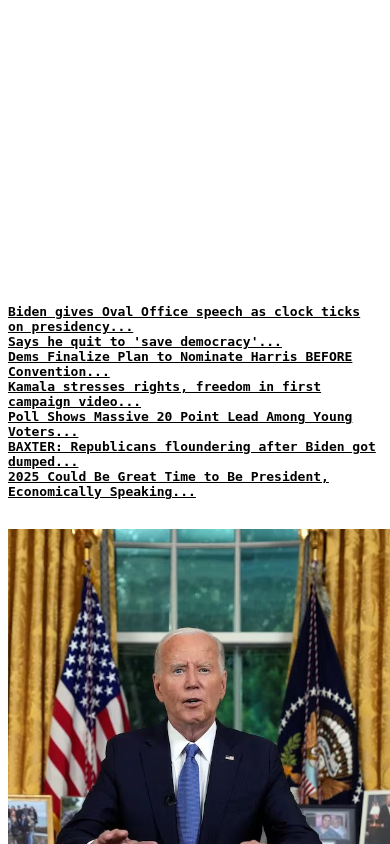 Biden gives Oval Office speech as clock ticks
on presidency...
Says he quit to 'save democracy'...
Dems Finalize Plan to Nominate Harris BEFORE
Convention...
Kamala stresses rights, freedom in first
campaign video...
Poll Shows Massive 20 Point Lead Among Young
Voters...
BAXTER: Republicans floundering after Biden got
dumped...
2025 Could Be Great Time to Be President,
Economically Speaking...